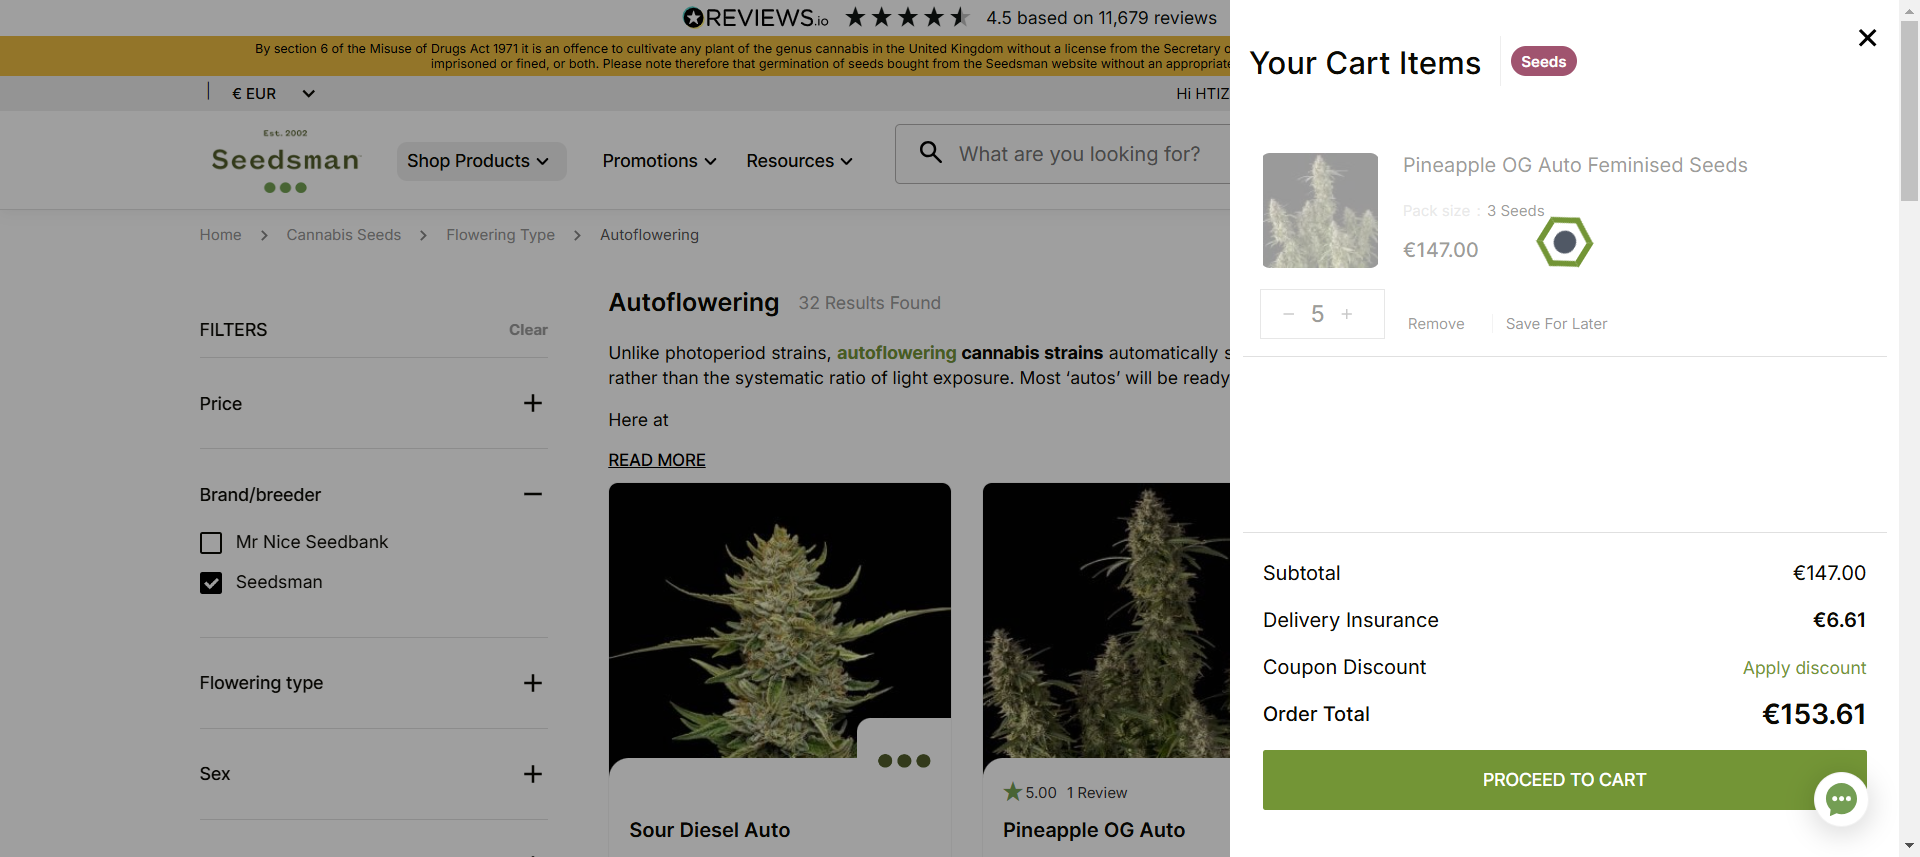 REVIEWS.io 4.5 based on 11,679 reviews
By section 6 of the Misuse of Drugs Act 1971 it is an offence to cultivate any plant of the genus cannabis in the United Kingdom without a license from the Secretary o
imprisoned or fined, or both. Please note therefore that germination of seeds bought from the Seedsman website without an appropriate
€ EUR
Hi HTIZ
Est. 2002
Seedsman
Shop Products
Promotions
Resources
What are you looking for?
Home > Cannabis Seeds > Flowering Type > Autoflowering
FILTERS
Clear
Price
Brand/breeder
Mr Nice Seedbank
Seedsman
Flowering type
Sex
Autoflowering 32 Results Found
Unlike photoperiod strains, autoflowering cannabis strains automatically s
rather than the systematic ratio of light exposure. Most ‘autos’ will be ready
Here at
READ MORE
Sour Diesel Auto
5.00 1 Review
Pineapple OG Auto
Your Cart Items
Seeds
Pineapple OG Auto Feminised Seeds
Pack size : 3 Seeds
€147.00
− 5 +
Remove
Save For Later
Subtotal €147.00
Delivery Insurance €6.61
Coupon Discount Apply discount
Order Total €153.61
PROCEED TO CART